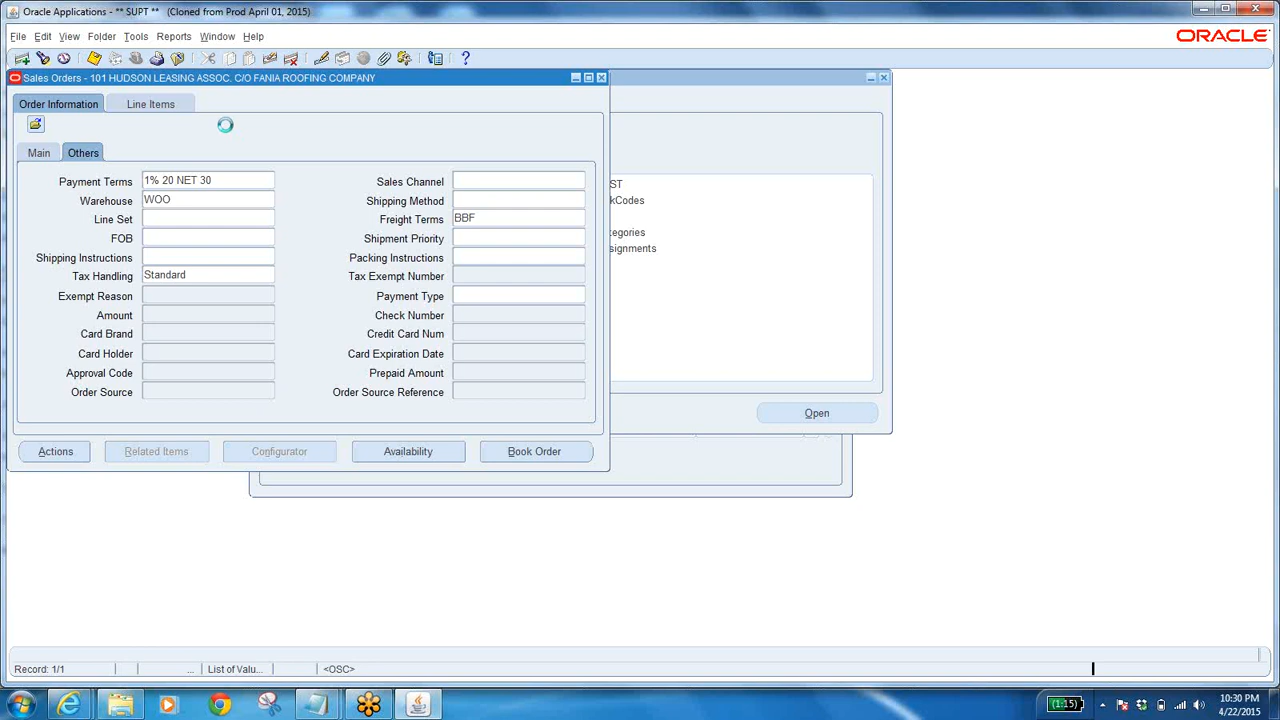 Oracle Applications - ** SUPT ** (Cloned from Prod April 01, 2015)
File Edit View Folder Tools Reports Window Help
ORACLE
Sales Orders - 101 HUDSON LEASING ASSOC. C/O FANIA ROOFING COMPANY
Order Information Line Items
Main Others
Payment Terms 1% 20 NET 30 Sales Channel
Warehouse WOO Shipping Method
Line Set Freight Terms BBF
FOB Shipment Priority
Shipping Instructions Packing Instructions
Tax Handling Standard Tax Exempt Number
Exempt Reason Payment Type
Amount Check Number
Card Brand Credit Card Num
Card Holder Card Expiration Date
Approval Code Prepaid Amount
Order Source Order Source Reference
Actions Related Items Configurator Availability Book Order
ST
kCodes
tegories
signments
Open
Record: 1/1 ... List of Valu... <OSC>
(1:15) 10:30 PM
4/22/2015